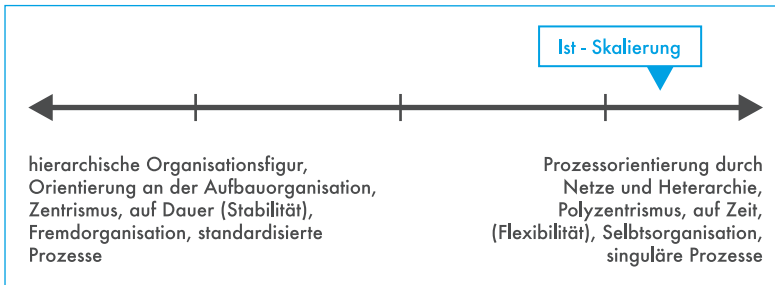 Ist - Skalierung
hierarchische Organisationsfigur,
Orientierung an der Aufbauorganisation,
Zentrismus, auf Dauer (Stabilität),
Fremdorganisation, standardisierte
Prozesse
Prozessorientierung durch
Netze und Heterarchie,
Polyzentrismus, auf Zeit,
(Flexibilität), Selbtsorganisation,
singuläre Prozesse